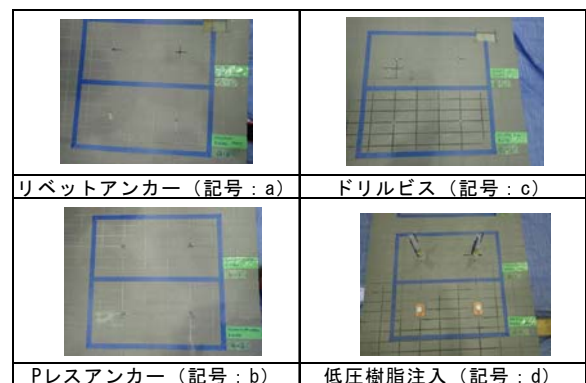 リベットアンカー（記号：a）
ドリルビス（記号：c）
Pレスアンカー（記号：b）
低圧樹脂注入（記号：d）